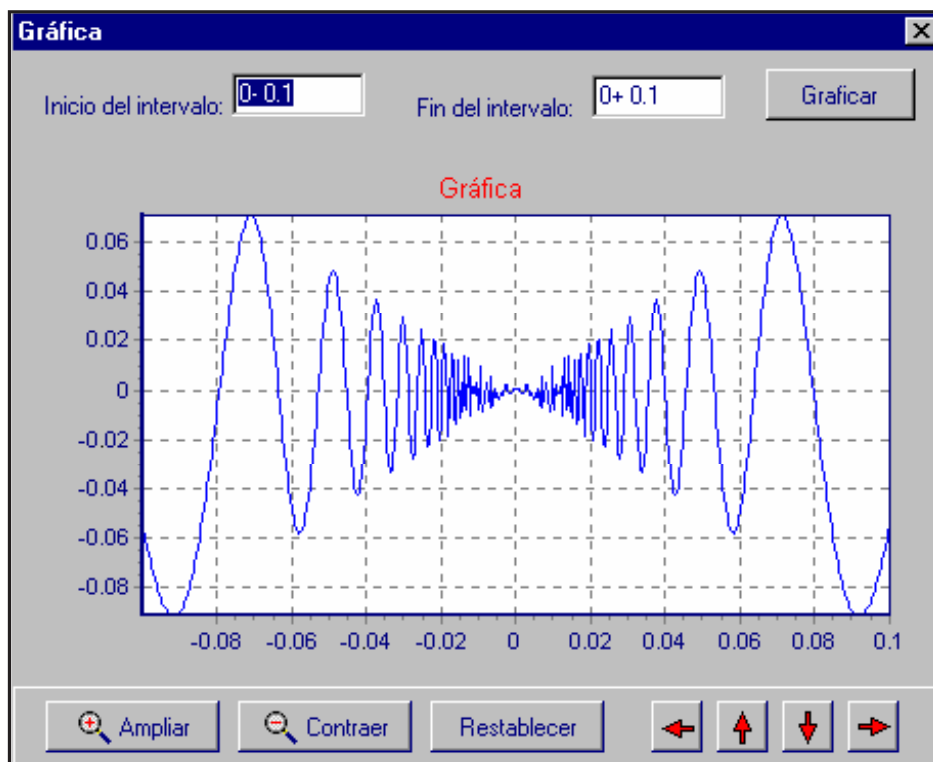 Gráfica
Inicio del intervalo: 0- 0.1 Fin del intervalo: 0+ 0.1 Graficar
Gráfica
0.06
0.04
0.02
0
-0.02
-0.04
-0.06
-0.08
-0.08 -0.06 -0.04 -0.02 0 0.02 0.04 0.06 0.08 0.1
Ampliar Contraer Restablecer